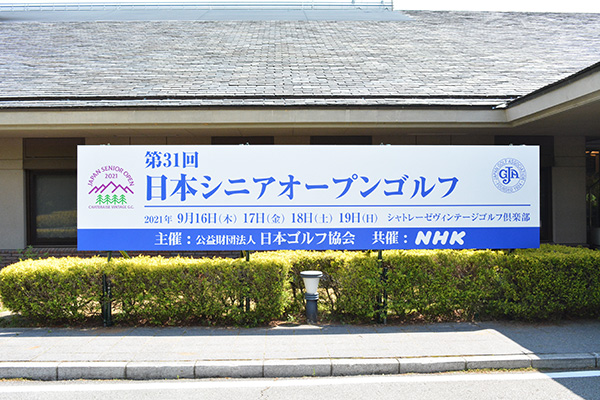 JAPAN SENIOR OPEN
2021
CHATERAISE VINTAGE G.C.
第31回
日本シニアオープンゴルフ
2021年 9月16日(木) 17日(金) 18日(土) 19日(日) シャトレーゼヴィンテージゴルフ倶楽部
JGA
主催：公益財団法人 日本ゴルフ協会 共催：NHK